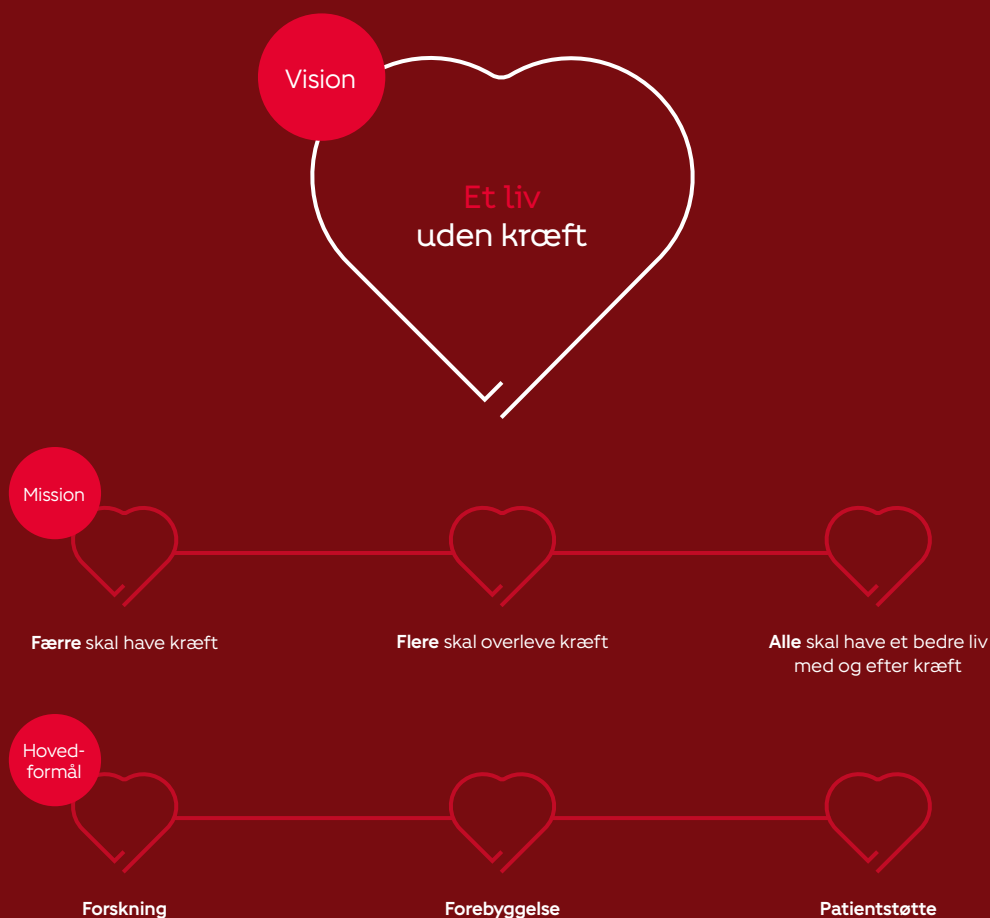 Vision
Et liv
uden kræft
Mission
Færre skal have kræft
Flere skal overleve kræft
Alle skal have et bedre liv
med og efter kræft
Hoved-
formål
Forskning
Forebyggelse
Patientstøtte